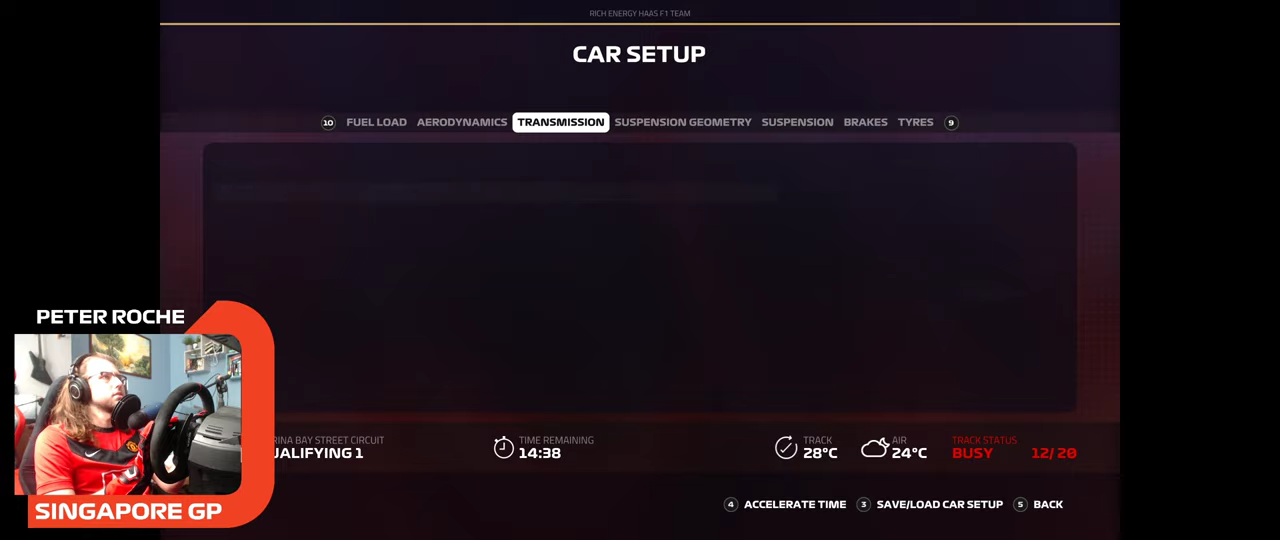 RICH ENERGY HAAS F1 TEAM
CAR SETUP
10 FUEL LOAD AERODYNAMICS TRANSMISSION SUSPENSION GEOMETRY SUSPENSION BRAKES TYRES 9
PETER ROCHE
RINA BAY STREET CIRCUIT
UALIFYING 1
TIME REMAINING
14:38
TRACK
28°C
AIR
24°C
TRACK STATUS
BUSY 12/20
SINGAPORE GP
4 ACCELERATE TIME 3 SAVE/LOAD CAR SETUP 5 BACK